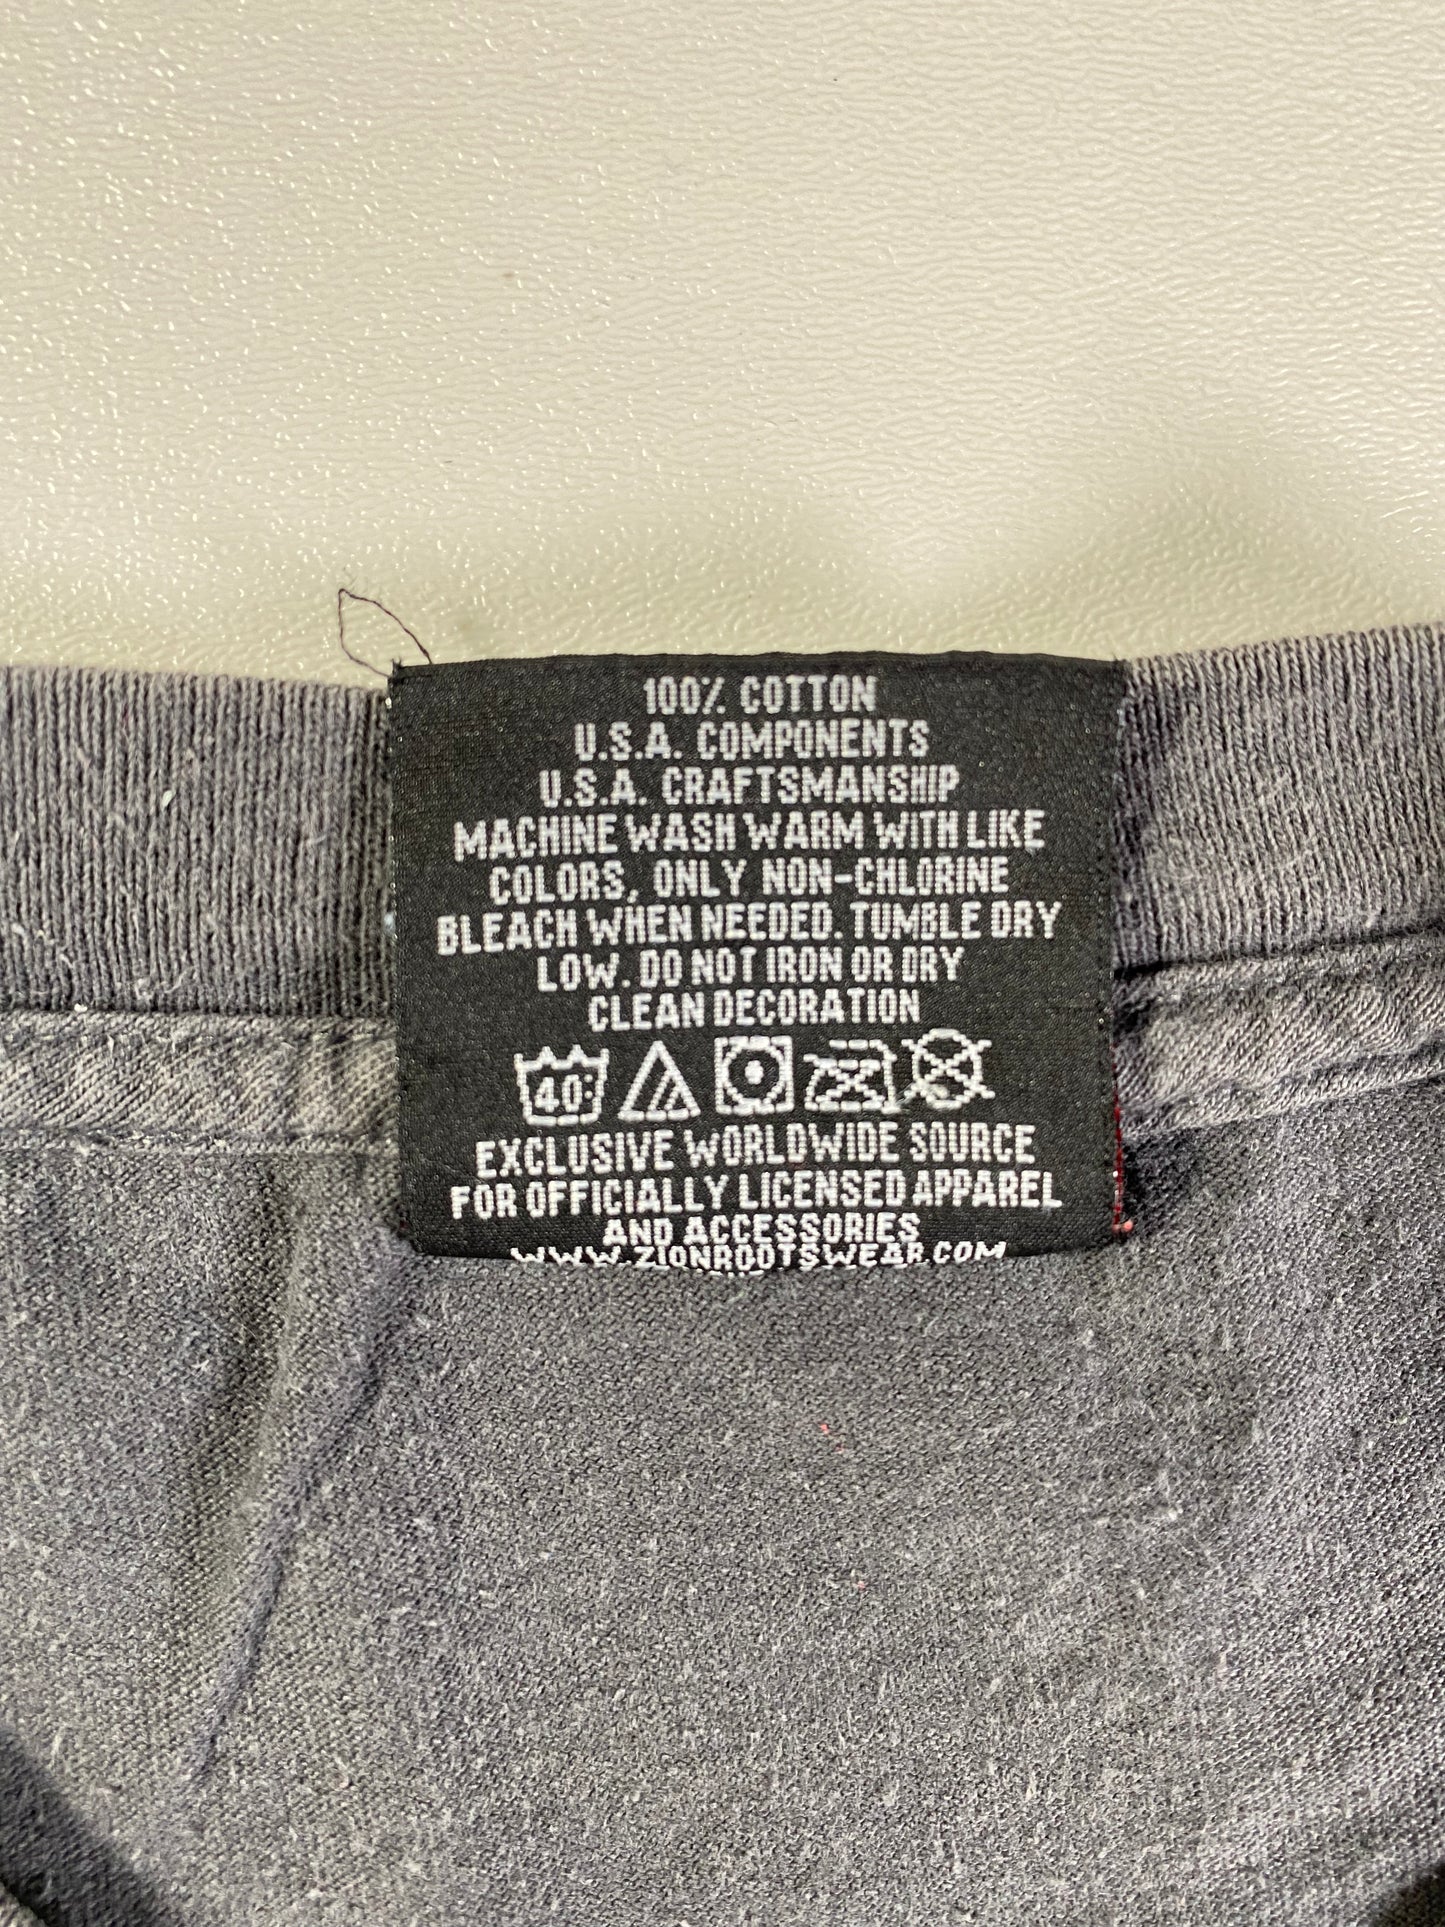 100% COTTON
U.S.A. COMPONENTS
U.S.A. CRAFTSMANSHIP
MACHINE WASH WARM WITH LIKE
COLORS, ONLY NON-CHLORINE
BLEACH WHEN NEEDED. TUMBLE DRY
LOW. DO NOT IRON OR DRY
CLEAN DECORATION
40
EXCLUSIVE WORLDWIDE SOURCE
FOR OFFICIALLY LICENSED APPAREL
AND ACCESSORIES
WWW.ZIONROOTSWEAR.COM